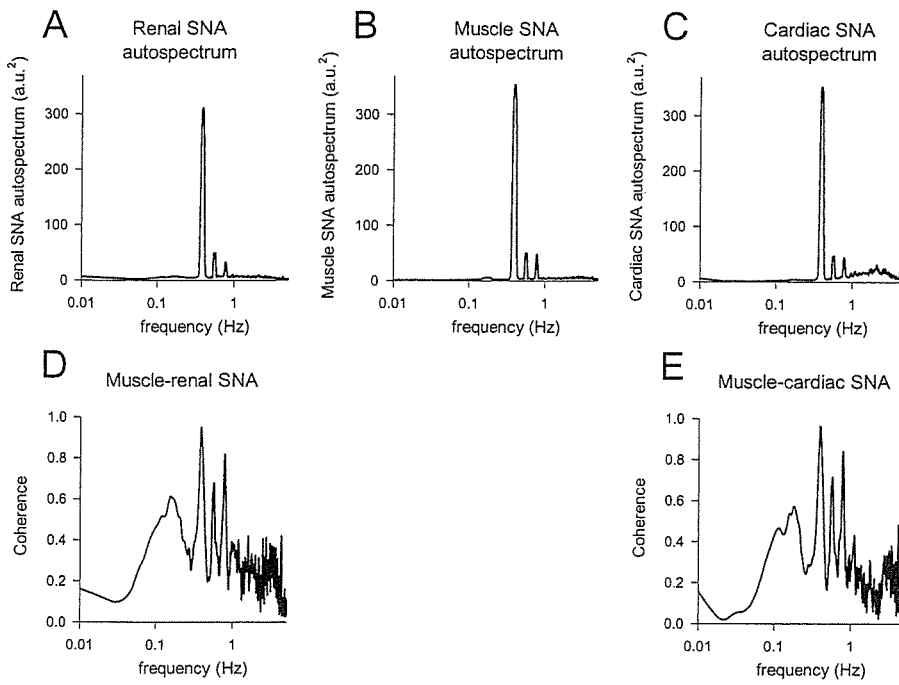 A
Renal SNA
autospectrum
Renal SNA autospectrum (a.u.²)
300
200
100
0
0.01
0.1
1
frequency (Hz)
B
Muscle SNA
autospectrum
Muscle SNA autospectrum (a.u.²)
300
200
100
0
0.01
0.1
1
frequency (Hz)
C
Cardiac SNA
autospectrum
Cardiac SNA autospectrum (a.u.²)
300
200
100
0
0.01
0.1
1
frequency (Hz)
D
Muscle-renal SNA
Coherence
1.0
0.8
0.6
0.4
0.2
0.0
0.01
0.1
1
frequency (Hz)
E
Muscle-cardiac SNA
Coherence
1.0
0.8
0.6
0.4
0.2
0.0
0.01
0.1
1
frequency (Hz)